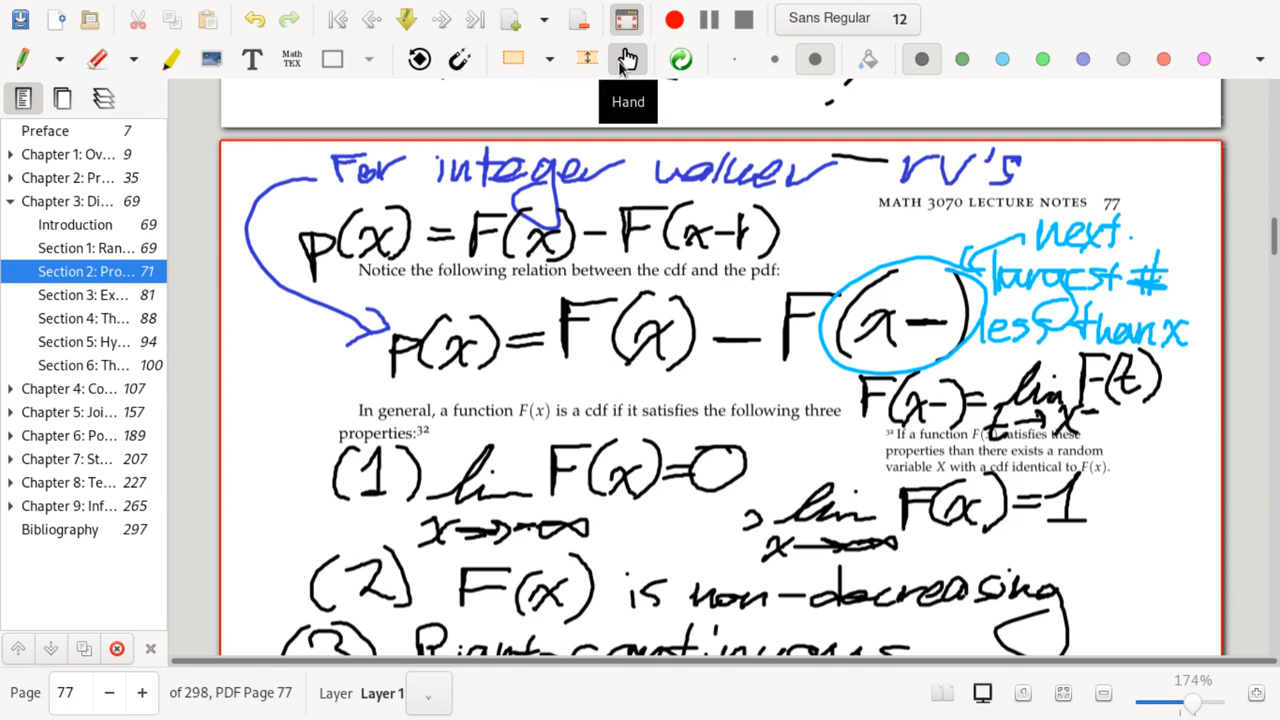 Sans Regular 12
Math TEX
Hand
Preface 7
Chapter 1: Ov... 9
Chapter 2: Pr... 35
Chapter 3: Di... 69
Introduction 69
Section 1: Ran... 69
Section 2: Pro... 71
Section 3: Ex... 81
Section 4: Th... 88
Section 5: Hy... 94
Section 6: Th... 100
Chapter 4: Co... 107
Chapter 5: Joi... 157
Chapter 6: Po... 189
Chapter 7: St... 207
Chapter 8: Te... 227
Chapter 9: Inf... 265
Bibliography 297
For integer values — rv's
MATH 3070 LECTURE NOTES 77
p(x) = F(x) - F(x-1)
Notice the following relation between the cdf and the pdf:
p(x) = F(x) - F(x-)
next
largest #
less than x
F(x-) = lim t→x- F(t)
In general, a function F(x) is a cdf if it satisfies the following three
properties:³²
³² If a function F(x) satisfies these
properties than there exists a random
variable X with a cdf identical to F(x).
(1) lim x→-∞ F(x)=0 , lim x→∞ F(x)=1
(2) F(x) is non-decreasing
(3) Right-continuous
Page 77 of 298, PDF Page 77 Layer Layer 1 174%